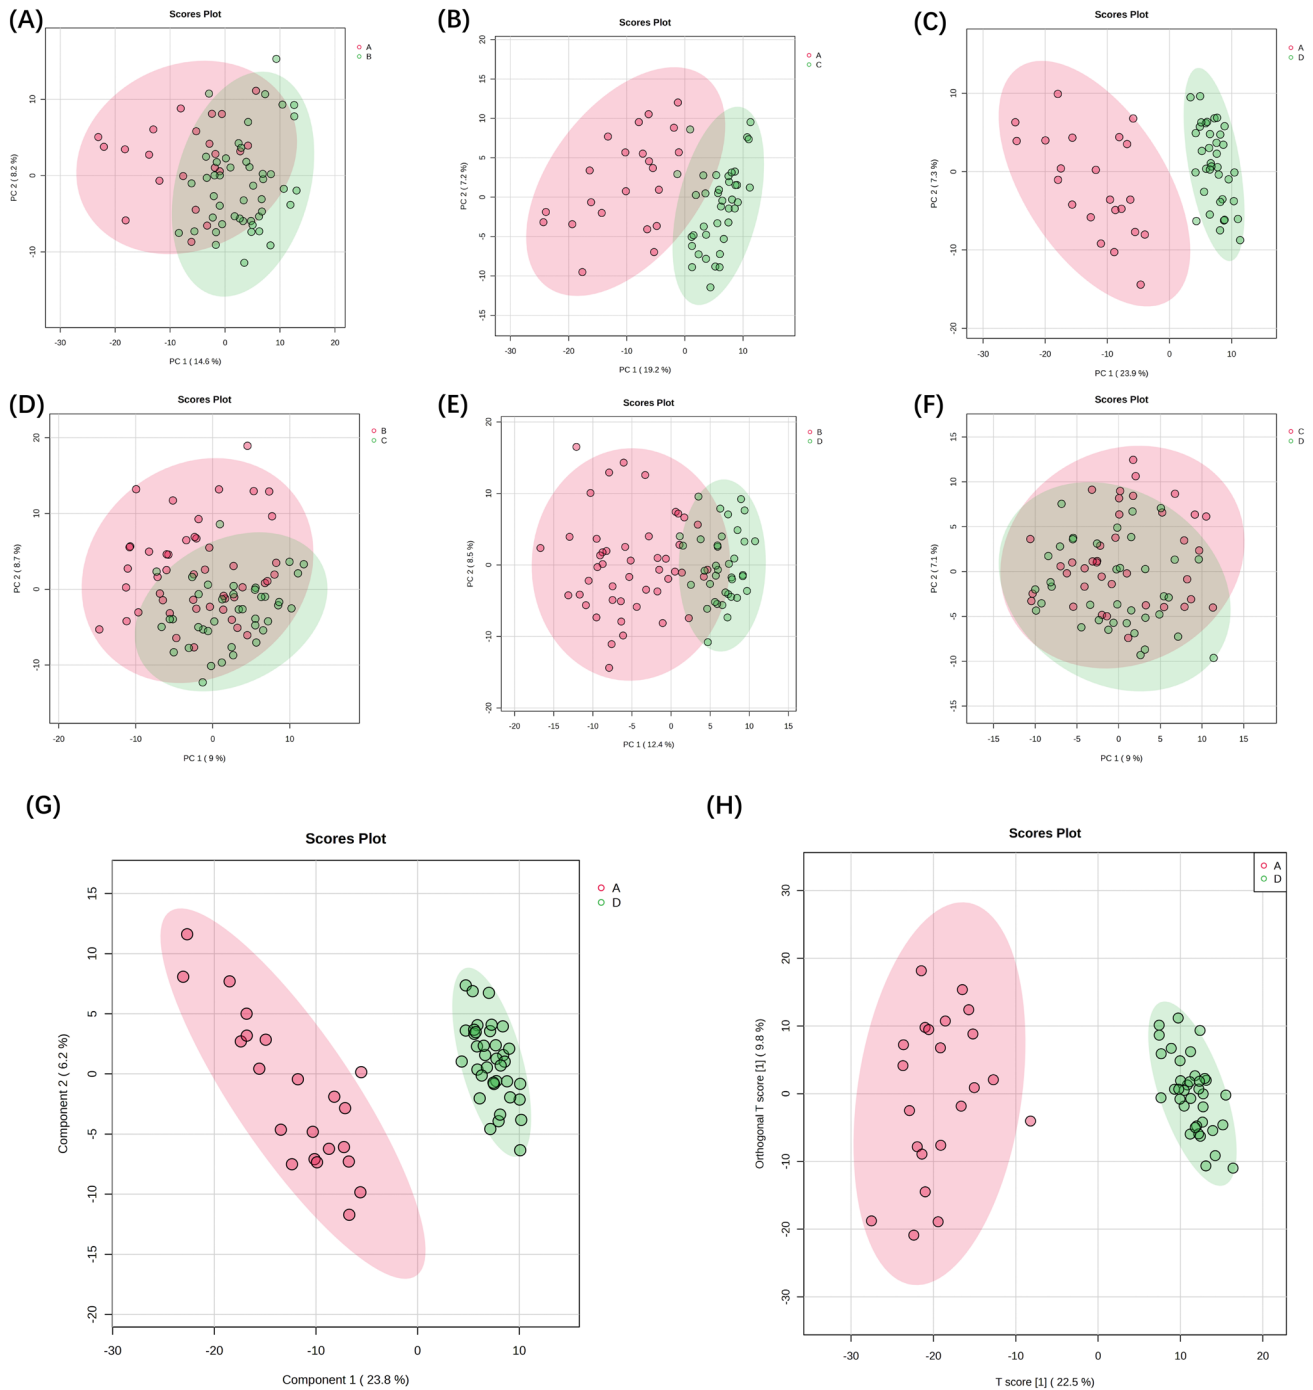 (A)
Scores Plot
A
B
10
0
-10
-30
-20
-10
0
10
20
PC 2 ( 8.2 %)
PC 1 ( 14.6 %)
(B)
Scores Plot
A
C
20
15
10
5
0
-5
-10
-15
-30
-20
-10
0
10
PC 2 ( 7.2 %)
PC 1 ( 19.2 %)
(C)
Scores Plot
A
D
10
0
-10
-20
-30
-20
-10
0
10
PC 2 ( 7.3 %)
PC 1 ( 23.9 %)
(D)
Scores Plot
B
C
20
10
0
-10
-20
-10
0
10
PC 2 ( 8.7 %)
PC 1 ( 9 %)
(E)
Scores Plot
B
D
20
10
0
-10
-20
-20
-15
-10
-5
0
5
10
15
PC 2 ( 8.5 %)
PC 1 ( 12.4 %)
(F)
Scores Plot
C
D
15
10
5
0
-5
-10
-15
-15
-10
-5
0
5
10
15
PC 2 ( 7.1 %)
PC 1 ( 9 %)
(G)
Scores Plot
A
D
15
10
5
0
-5
-10
-15
-20
-30
-20
-10
0
10
Component 2 ( 6.2 %)
Component 1 ( 23.8 %)
(H)
Scores Plot
A
D
30
20
10
0
-10
-20
-30
-30
-20
-10
0
10
20
Orthogonal T score [1] ( 9.8 %)
T score [1] ( 22.5 %)